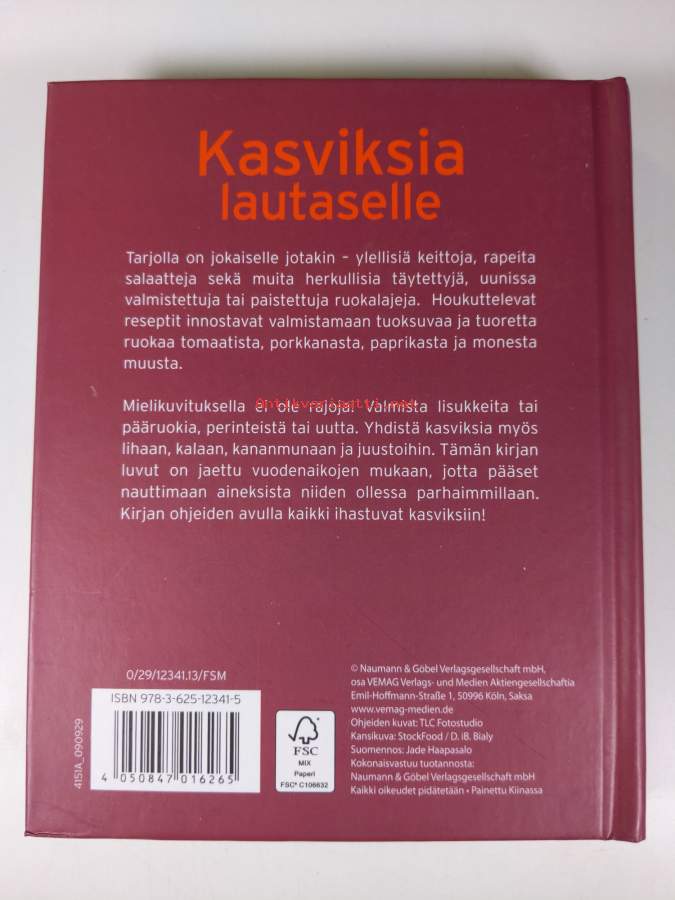 Kasviksia
lautaselle
Tarjolla on jokaiselle jotakin – ylellisiä keittoja, rapeita
salaatteja sekä muita herkullisia täytettyjä, uunissa
valmistettuja tai paistettuja ruokalajeja. Houkuttelevat
reseptit innostavat valmistamaan tuoksuvaa ja tuoretta
ruokaa tomaatista, porkkanasta, paprikasta ja monesta
muusta.
Antikvariaatti.net
Mielikuvituksella ei ole rajoja! Valmista lisukkeita tai
pääruokia, perinteistä tai uutta. Yhdistä kasviksia myös
lihaan, kalaan, kananmunaan ja juustoihin. Tämän kirjan
luvut on jaettu vuodenaikojen mukaan, jotta pääset
nauttimaan aineksista niiden ollessa parhaimmillaan.
Kirjan ohjeiden avulla kaikki ihastuvat kasviksiin!
0/29/12341.13/FSM
ISBN 978-3-625-12341-5
4 050847 016265
4151A_090929
FSC
MIX
Paperi
FSC® C106632
© Naumann & Göbel Verlagsgesellschaft mbH,
osa VEMAG Verlags- und Medien Aktiengesellschaftia
Emil-Hoffmann-Straße 1, 50996 Köln, Saksa
www.vemag-medien.de
Ohjeiden kuvat: TLC Fotostudio
Kansikuva: StockFood / D. iB. Bialy
Suomennos: Jade Haapasalo
Kokonaisvastuu tuotannosta:
Naumann & Göbel Verlagsgesellschaft mbH
Kaikki oikeudet pidätetään • Painettu Kiinassa